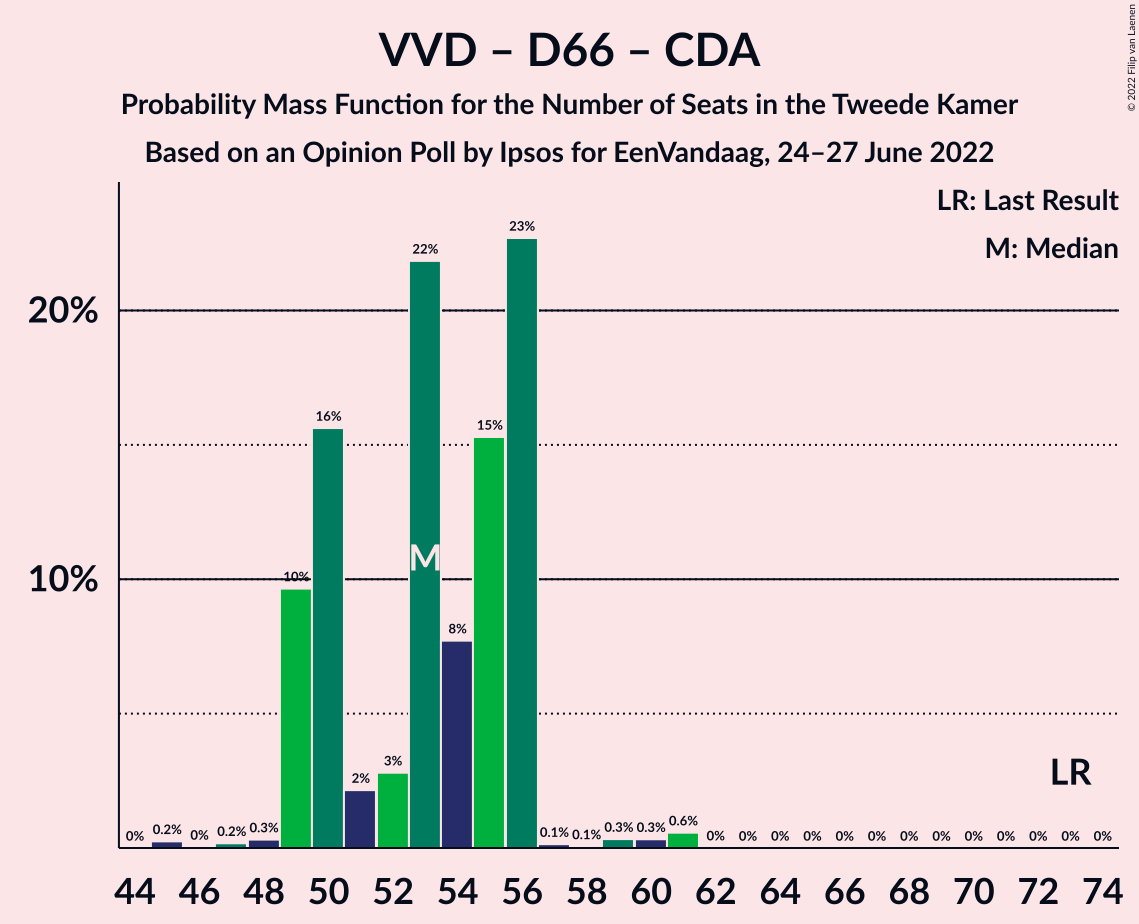 VVD – D66 – CDA
Probability Mass Function for the Number of Seats in the Tweede Kamer
Based on an Opinion Poll by Ipsos for EenVandaag, 24–27 June 2022
© 2022 Filip van Laenen
LR: Last Result
M: Median
20%
10%
0% 0.2% 0% 0.2% 0.3% 10% 16% 2% 3% 22% 8% 15% 23% 0.1% 0.1% 0.3% 0.3% 0.6% 0% 0% 0% 0% 0% 0% 0% 0% 0% 0% 0% 0% 0%
M
LR
44 46 48 50 52 54 56 58 60 62 64 66 68 70 72 74